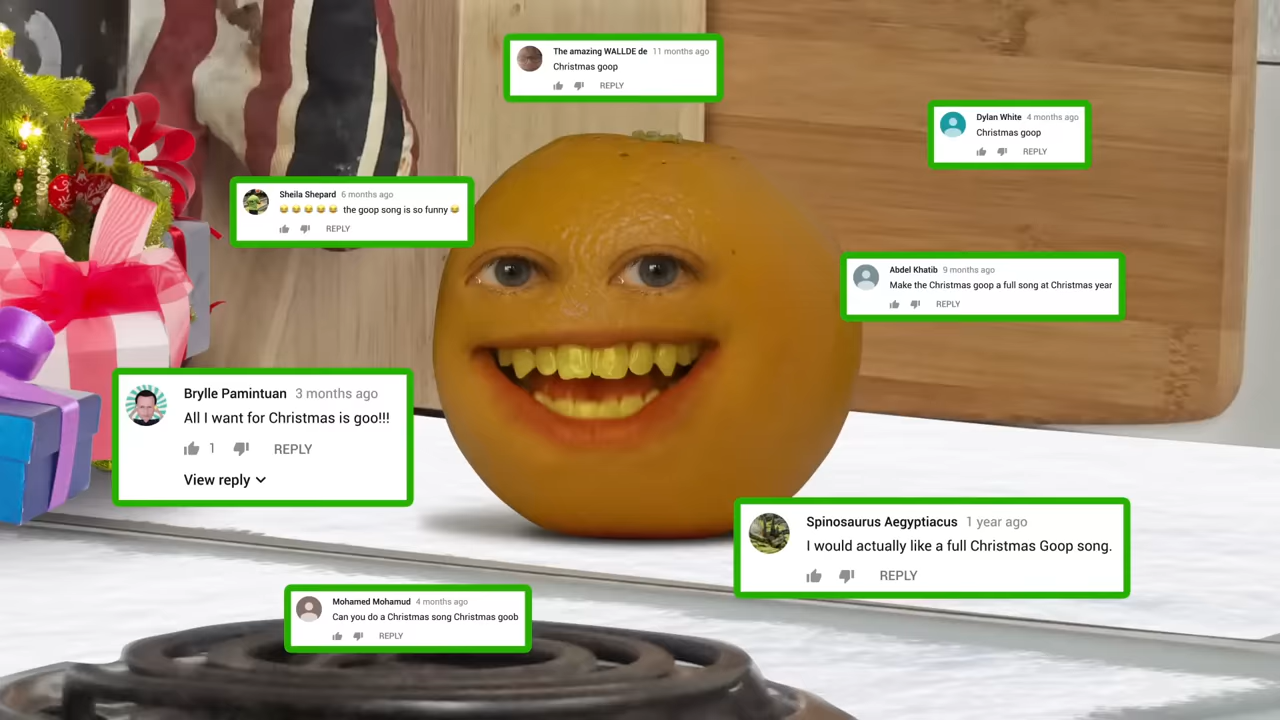 The amazing WALLDE de 11 months ago
Christmas goop
REPLY
Dylan White 4 months ago
Christmas goop
REPLY
Sheila Shepard 6 months ago
😂 😂 😂 😂 😂 the goop song is so funny 😂
REPLY
Abdel Khatib 9 months ago
Make the Christmas goop a full song at Christmas year
REPLY
Brylle Pamintuan 3 months ago
All I want for Christmas is goo!!!
1 REPLY
View reply
Spinosaurus Aegyptiacus 1 year ago
I would actually like a full Christmas Goop song.
REPLY
Mohamed Mohamud 4 months ago
Can you do a Christmas song Christmas goob
REPLY